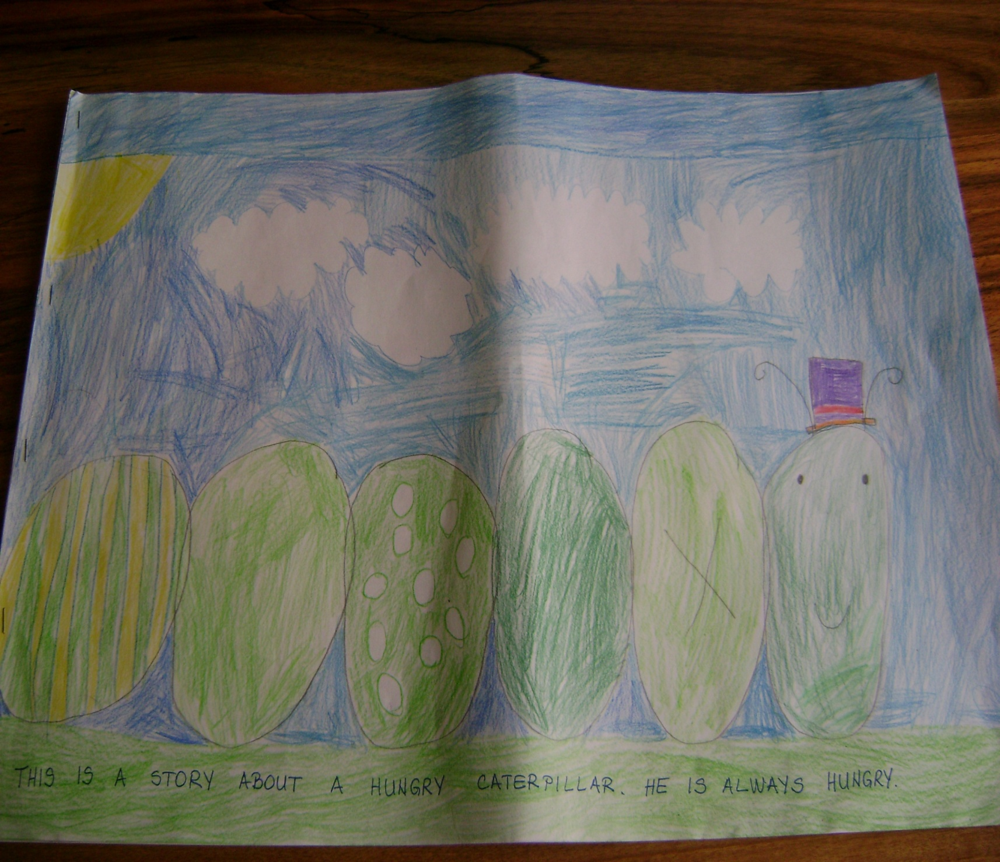 THIS IS A STORY ABOUT A HUNGRY CATERPILLAR. HE IS ALWAYS HUNGRY.